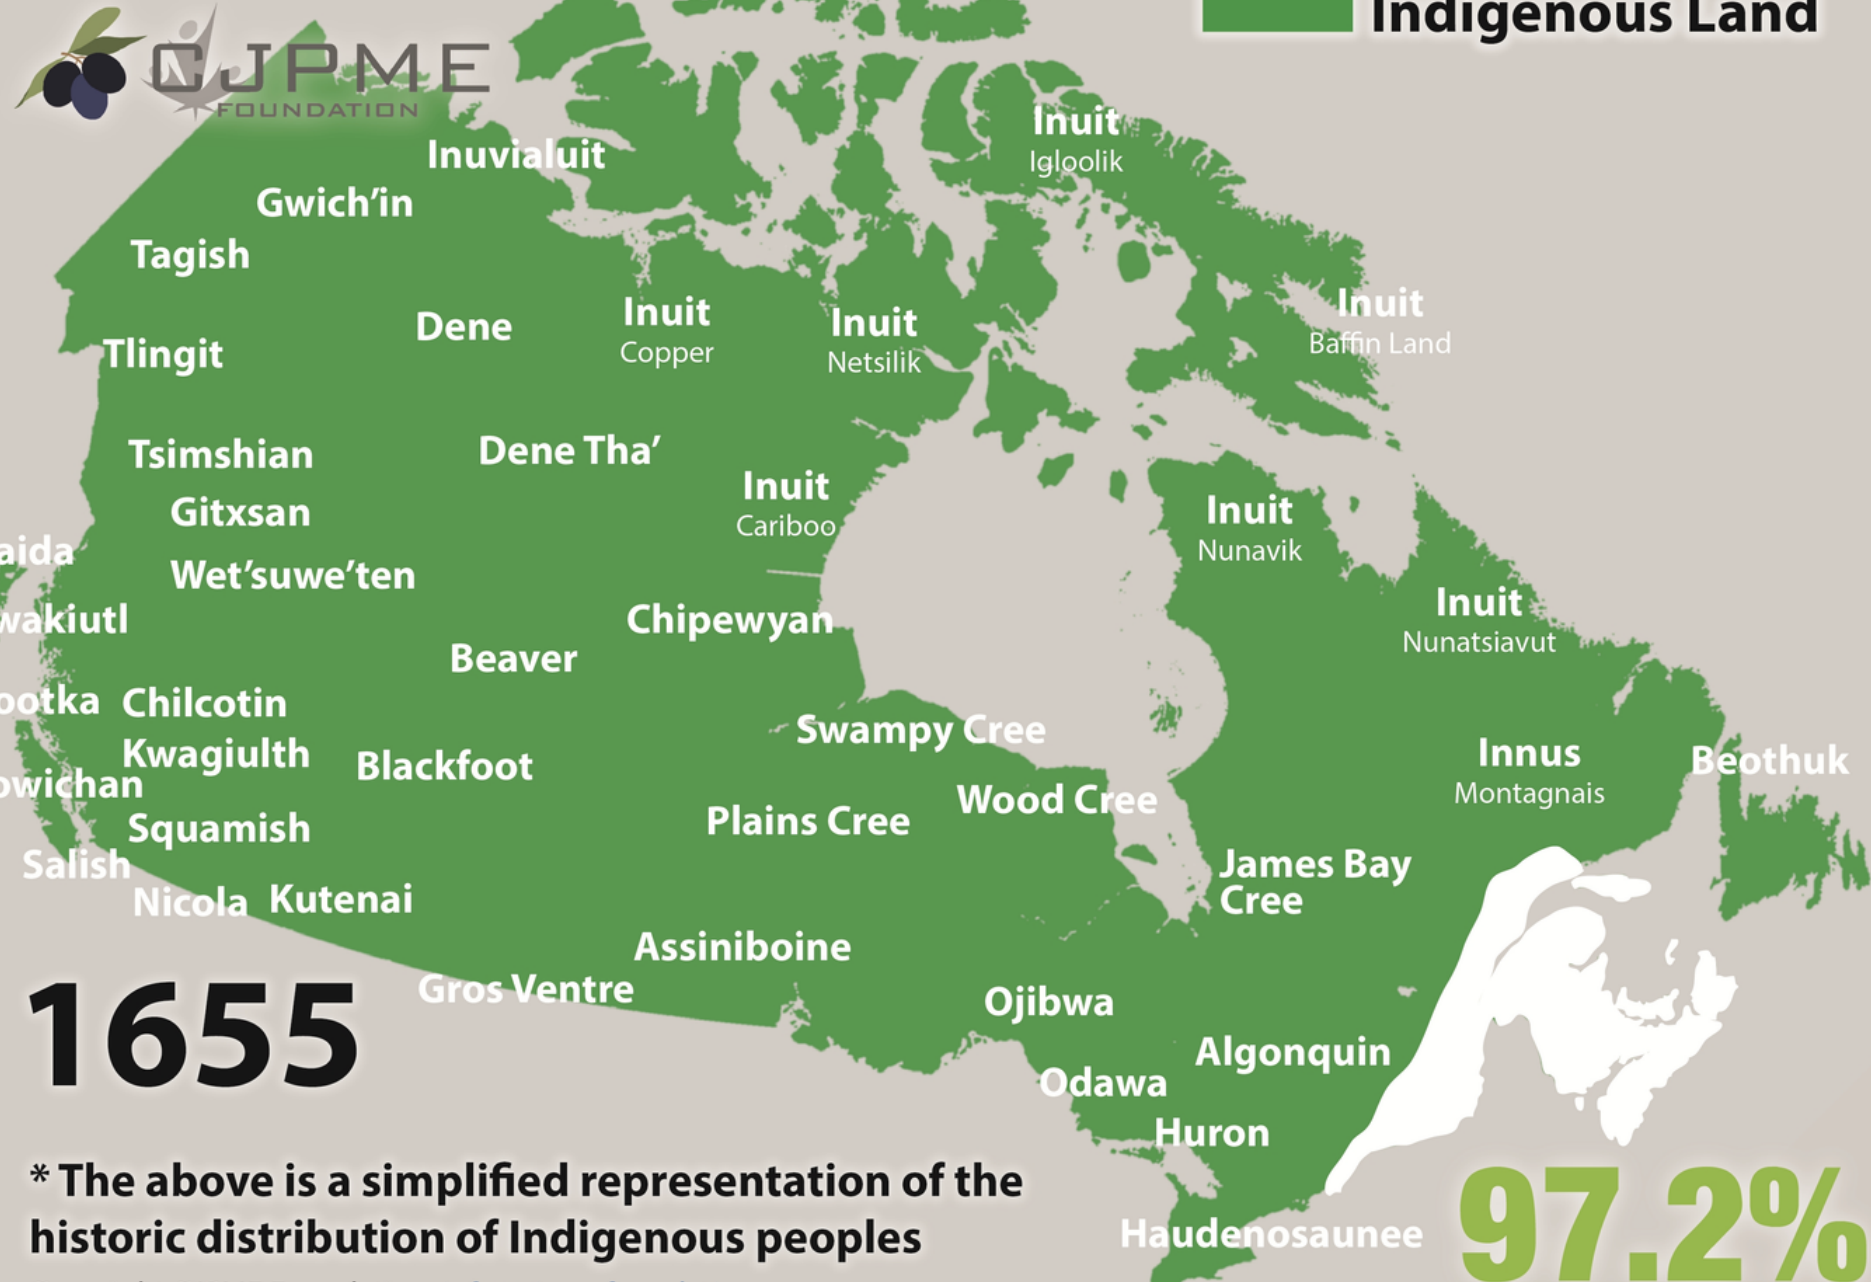 CJPME
FOUNDATION
Indigenous Land
Inuit
Igloolik
Inuvialuit
Gwich’in
Tagish
Inuit
Baffin Land
Dene
Inuit
Copper
Inuit
Netsilik
Tlingit
Tsimshian
Dene Tha’
Inuit
Cariboo
Gitxsan
Inuit
Nunavik
aida
Wet’suwe’ten
Inuit
Nunatsiavut
wakiutl
Chipewyan
Beaver
ootka
Chilcotin
Swampy Cree
Kwagiulth
Blackfoot
Innus
Montagnais
Beothuk
owichan
Wood Cree
Plains Cree
Squamish
Salish
James Bay
Cree
Nicola
Kutenai
Assiniboine
Gros Ventre
Ojibwa
1655
Algonquin
Odawa
Huron
* The above is a simplified representation of the
historic distribution of Indigenous peoples
Haudenosaunee
97.2%